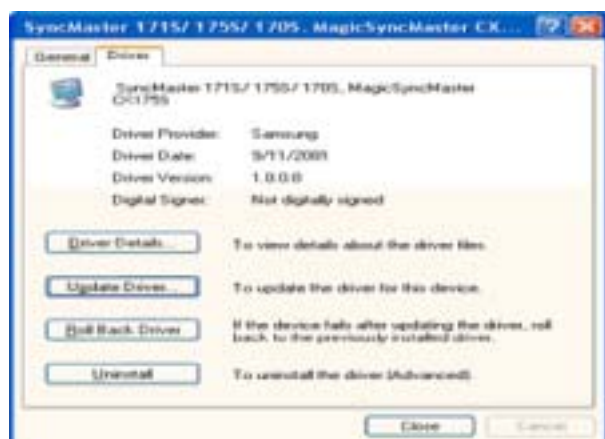 SyncMaster 171S/ 175S/ 170S, MagicSyncMaster CX...
General Driver
SyncMaster 171S/ 175S/ 170S, MagicSyncMaster
CX175S
Driver Provider: Samsung
Driver Date: 9/11/2001
Driver Version: 1.0.0.0
Digital Signer: Not digitally signed
Driver Details... To view details about the driver files.
Update Driver... To update the driver for this device.
Roll Back Driver If the device fails after updating the driver, roll
back to the previously installed driver.
Uninstall To uninstall the driver (Advanced).
Close Cancel